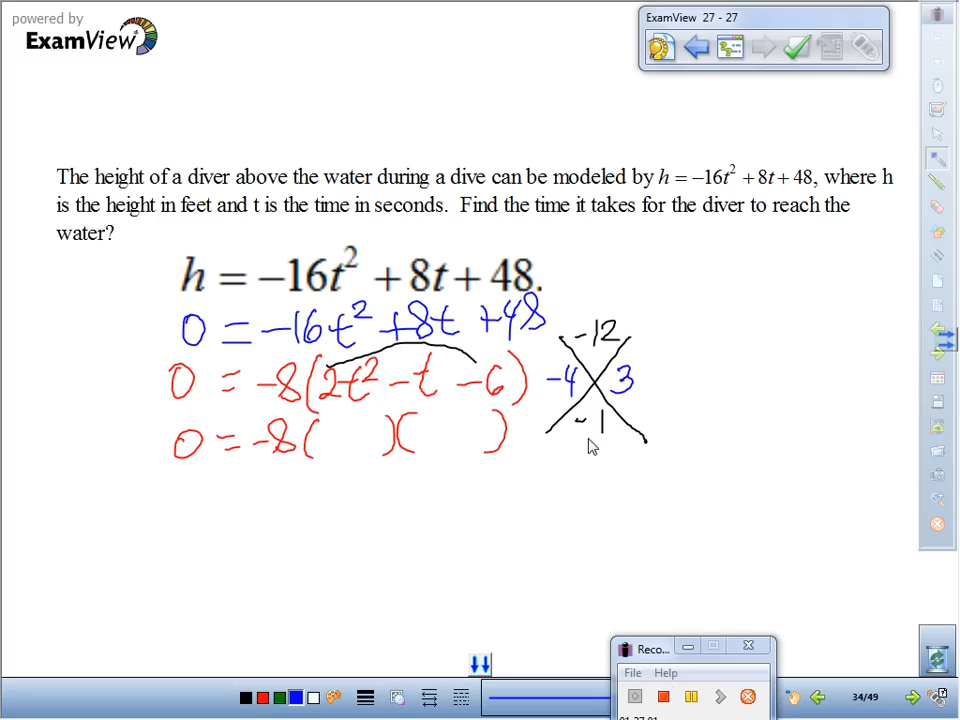 powered by
ExamView
ExamView 27 - 27
The height of a diver above the water during a dive can be modeled by h = −16t² + 8t + 48, where h
is the height in feet and t is the time in seconds. Find the time it takes for the diver to reach the
water?
h = −16t² + 8t + 48.
0 = −16t² +8t +48
-12
0 = −8(2t² − t − 6)
-4 3
-1
0 = −8( )( )
Reco...
File Help
34/49